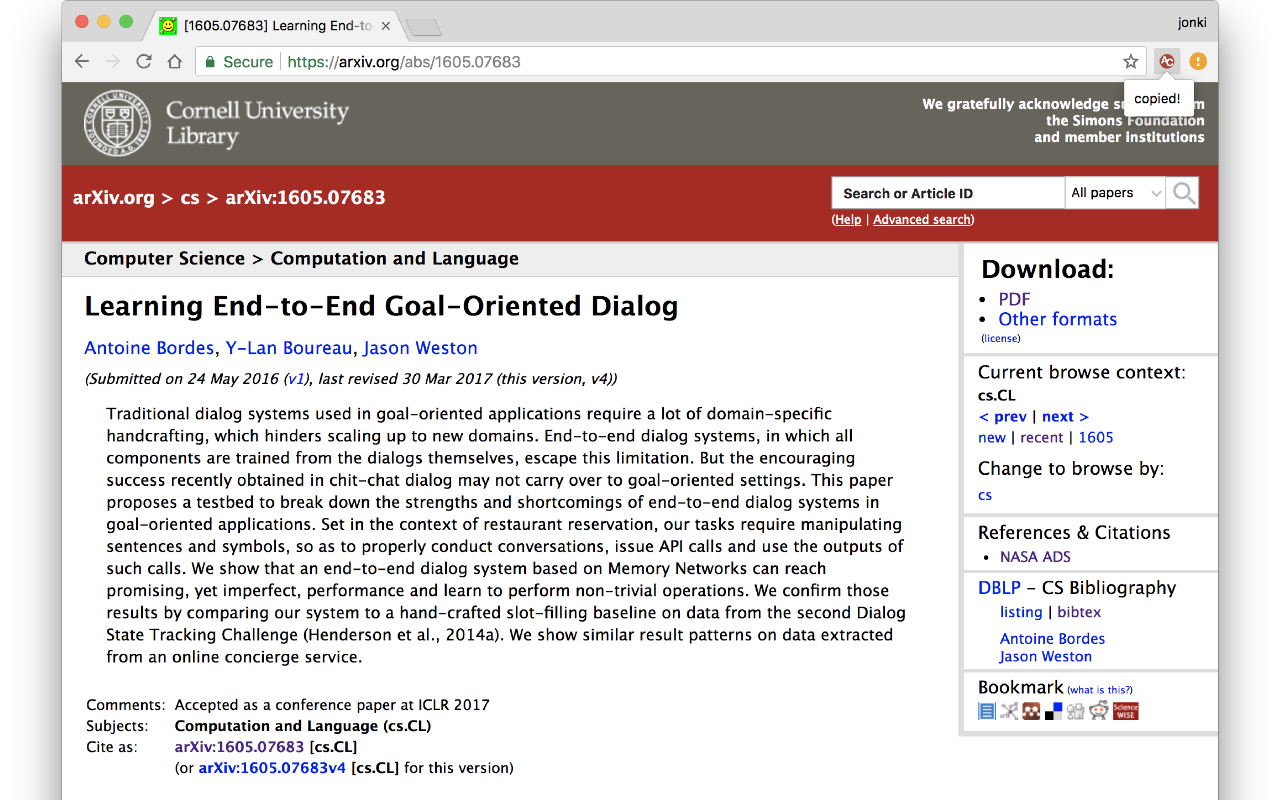 [1605.07683] Learning End-to
jonki
Secure https://arxiv.org/abs/1605.07683
AC
copied!
Cornell University
Library
We gratefully acknowledge
the Simons Foundation
and member institutions
arXiv.org > cs > arXiv:1605.07683
Search or Article ID All papers
(Help | Advanced search)
Computer Science > Computation and Language
Learning End-to-End Goal-Oriented Dialog
Antoine Bordes, Y-Lan Boureau, Jason Weston
(Submitted on 24 May 2016 (v1), last revised 30 Mar 2017 (this version, v4))
Traditional dialog systems used in goal-oriented applications require a lot of domain-specific
handcrafting, which hinders scaling up to new domains. End-to-end dialog systems, in which all
components are trained from the dialogs themselves, escape this limitation. But the encouraging
success recently obtained in chit-chat dialog may not carry over to goal-oriented settings. This paper
proposes a testbed to break down the strengths and shortcomings of end-to-end dialog systems in
goal-oriented applications. Set in the context of restaurant reservation, our tasks require manipulating
sentences and symbols, so as to properly conduct conversations, issue API calls and use the outputs of
such calls. We show that an end-to-end dialog system based on Memory Networks can reach
promising, yet imperfect, performance and learn to perform non-trivial operations. We confirm those
results by comparing our system to a hand-crafted slot-filling baseline on data from the second Dialog
State Tracking Challenge (Henderson et al., 2014a). We show similar result patterns on data extracted
from an online concierge service.
Comments: Accepted as a conference paper at ICLR 2017
Subjects: Computation and Language (cs.CL)
Cite as: arXiv:1605.07683 [cs.CL]
(or arXiv:1605.07683v4 [cs.CL] for this version)
Download:
• PDF
• Other formats
(license)
Current browse context:
cs.CL
< prev | next >
new | recent | 1605
Change to browse by:
cs
References & Citations
• NASA ADS
DBLP – CS Bibliography
listing | bibtex
Antoine Bordes
Jason Weston
Bookmark (what is this?)
Science
WISE